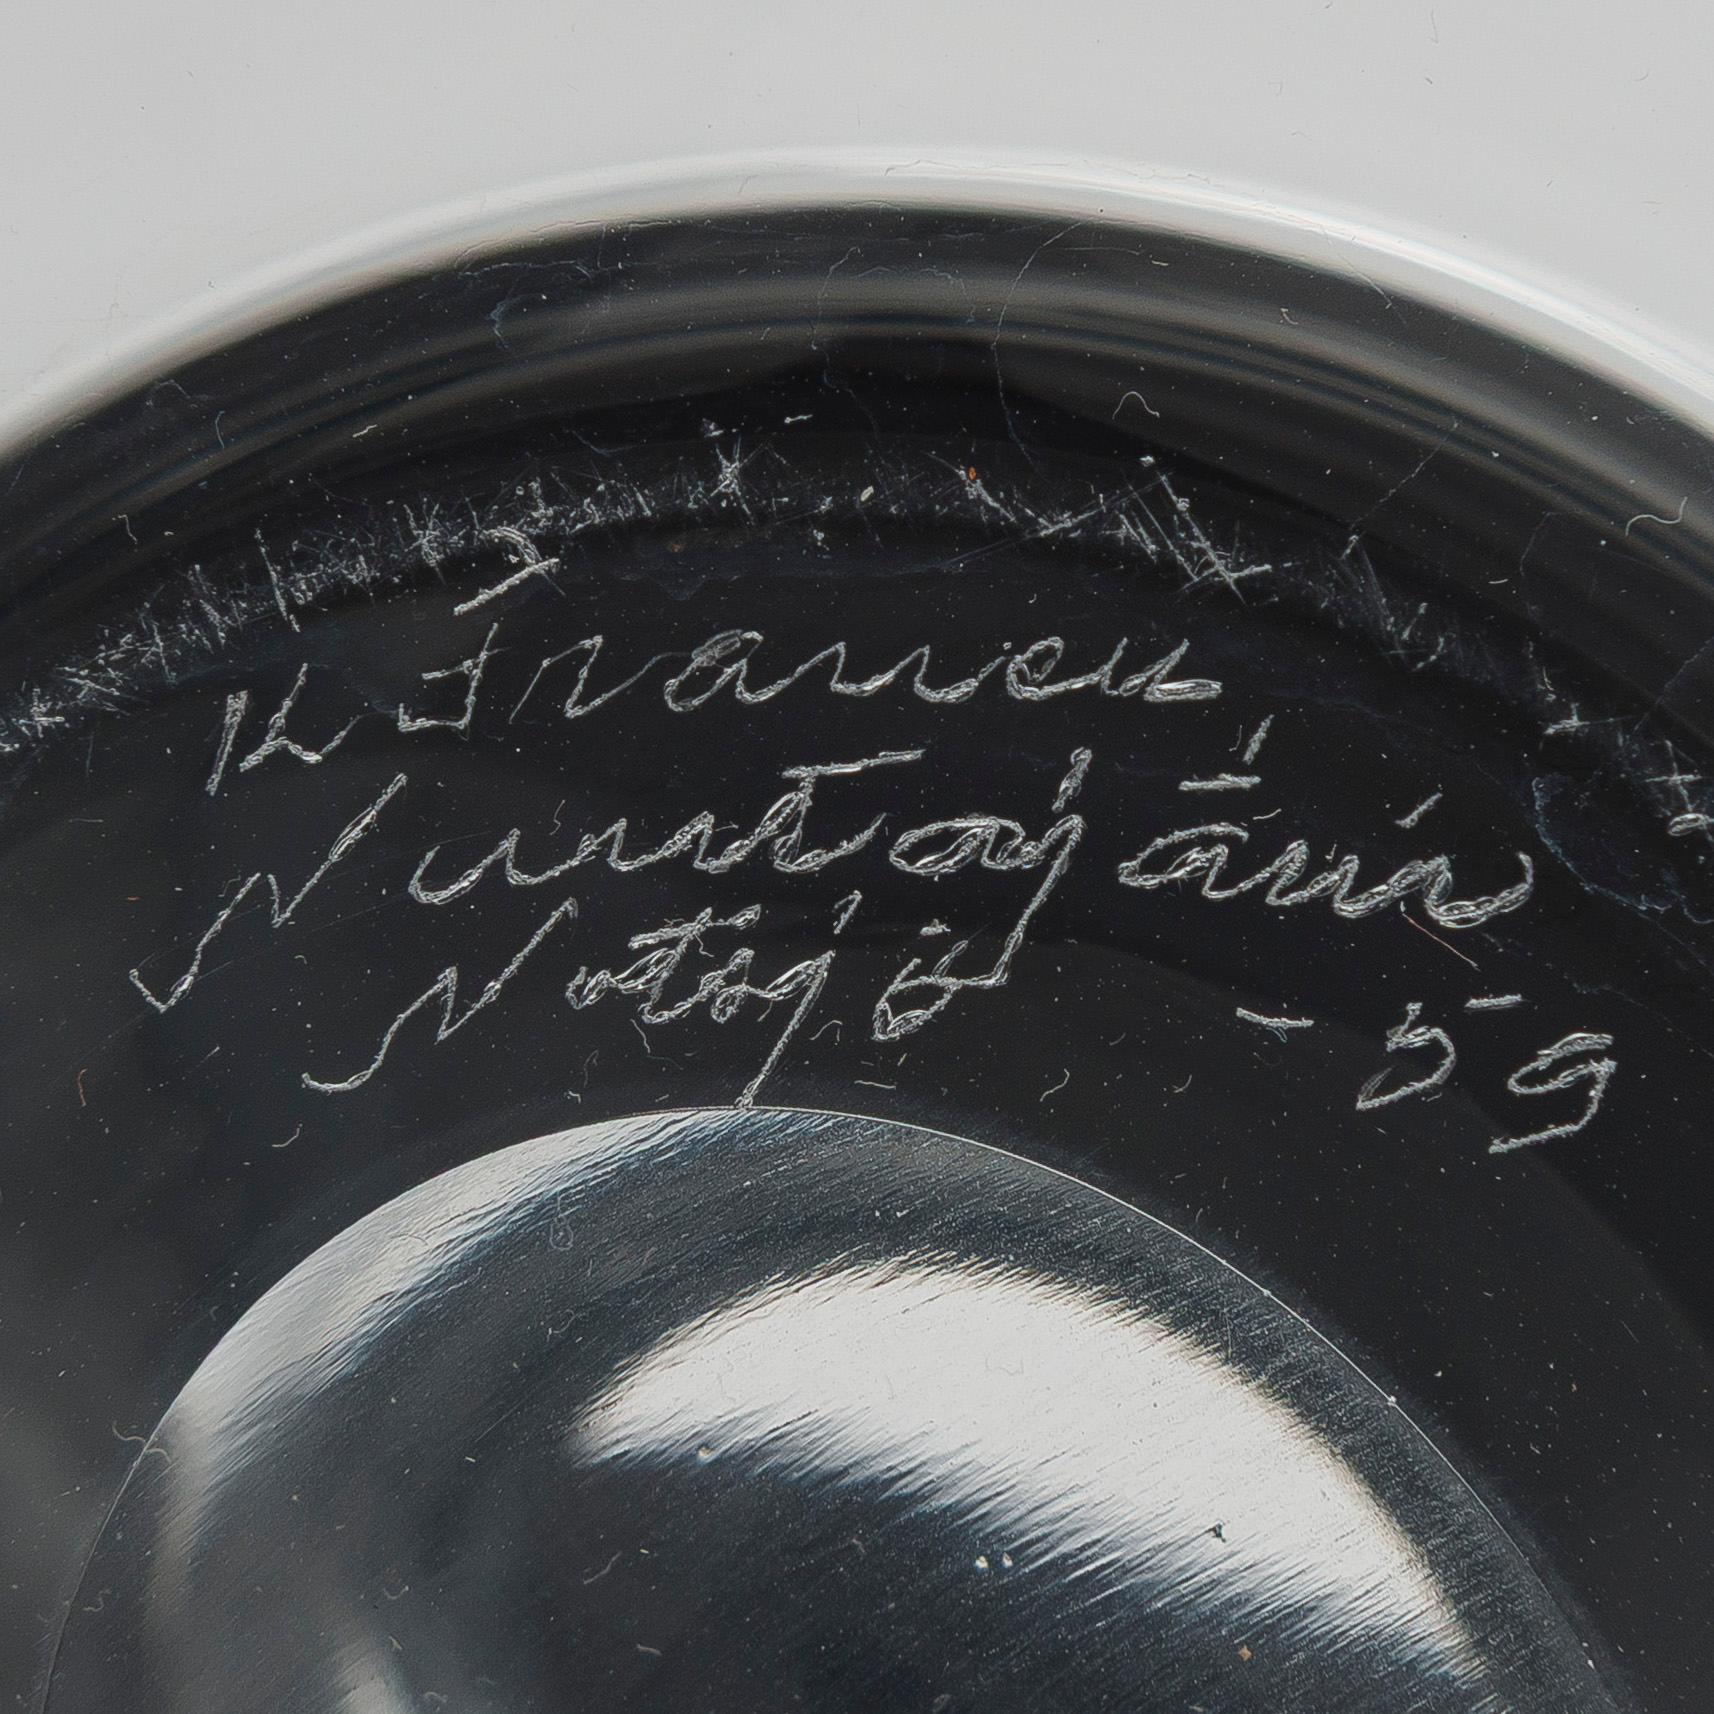 K Franck
Nuutajärvi
Notsjö - 59